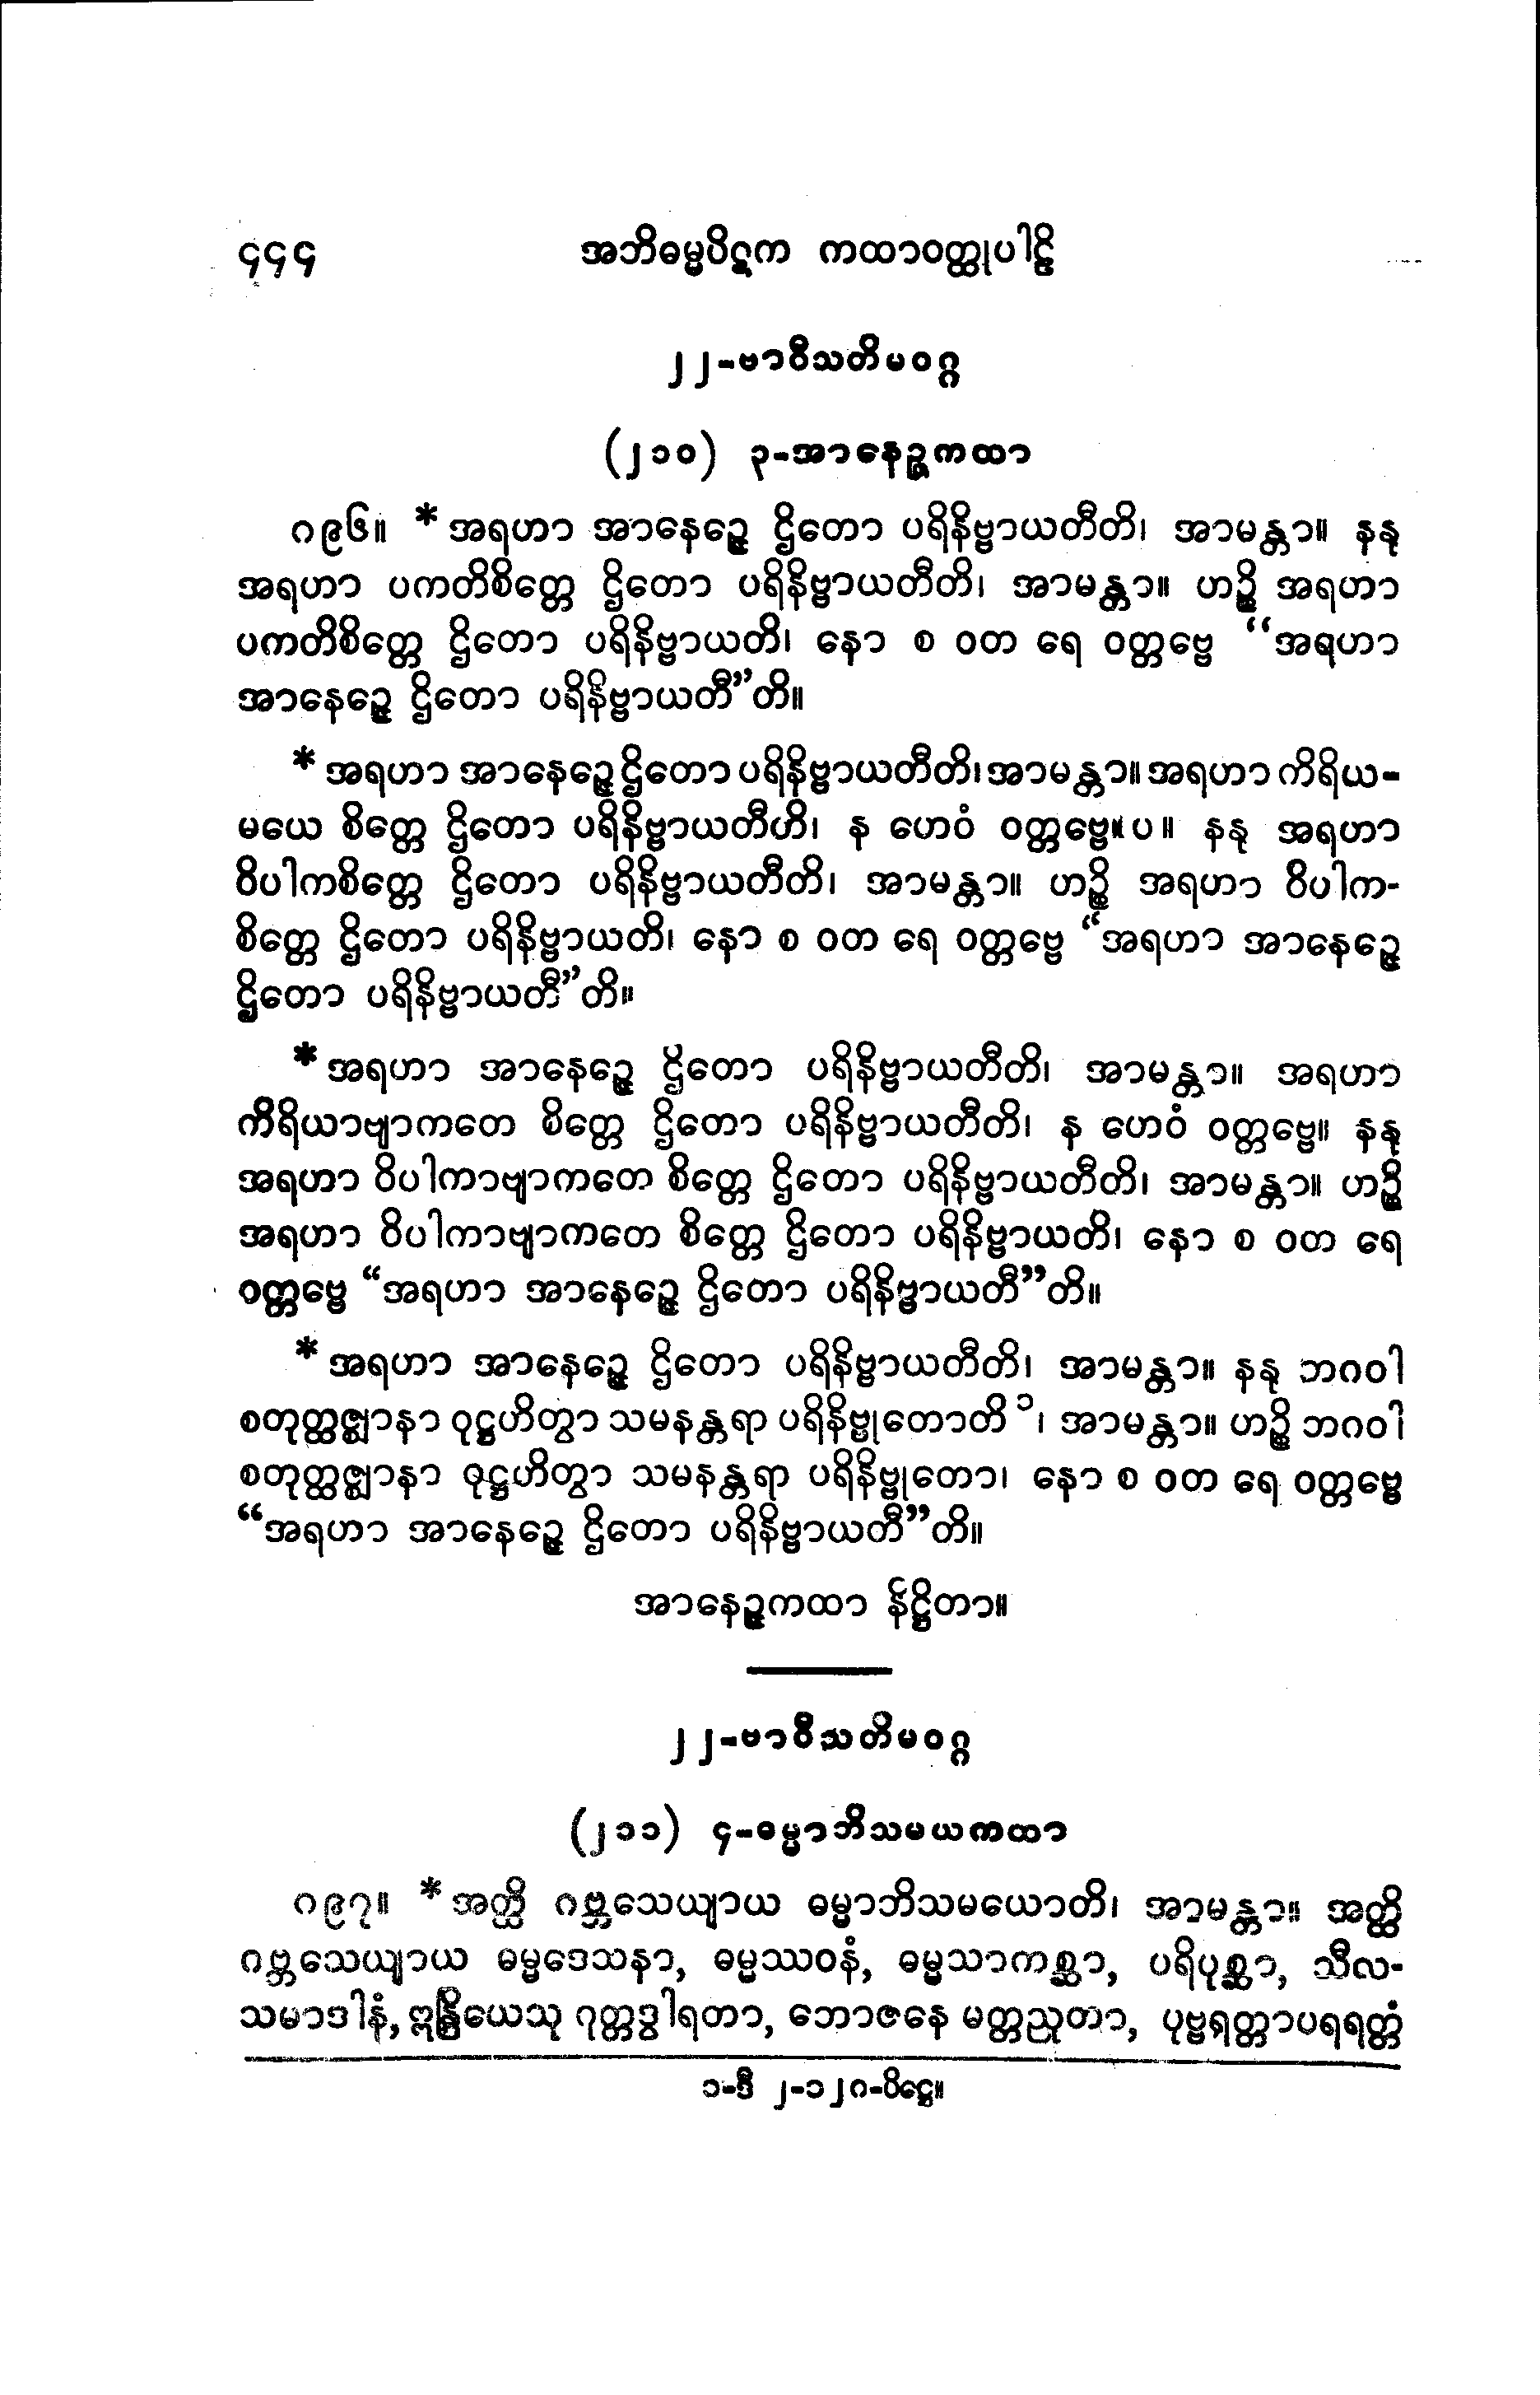 ၄၄၄ အဘိဓမ္မပိဋက ကထာဝတ္ထုပါဠိ
၂၂-ဗာဝီသတိမဝဂ္ဂ
(၂၁၀) ၃-အာနေဉ္ဇကထာ
၈၉၆။ *အရဟာ အာနေဉ္ဇေ ဌိတော ပရိနိဗ္ဗာယတီတိ၊ အာမန္တာ။ နနု
အရဟာ ပကတိစိတ္တေ ဌိတော ပရိနိဗ္ဗာယတီတိ၊ အာမန္တာ။ ဟဉ္စိ အရဟာ
ပကတိစိတ္တေ ဌိတော ပရိနိဗ္ဗာယတိ၊ နော စ ဝတ ရေ ဝတ္တဗ္ဗေ “အရဟာ
အာနေဉ္ဇေ ဌိတော ပရိနိဗ္ဗာယတီ”တိ။
*အရဟာ အာနေဉ္ဇေ ဌိတော ပရိနိဗ္ဗာယတီတိ၊ အာမန္တာ။ အရဟာ ကိရိယ-
မယေ စိတ္တေ ဌိတော ပရိနိဗ္ဗာယတီဟိ၊ န ဟေဝံ ဝတ္တဗ္ဗေ။ပ။ နနု အရဟာ
ဝိပါကစိတ္တေ ဌိတော ပရိနိဗ္ဗာယတီတိ၊ အာမန္တာ။ ဟဉ္စိ အရဟာ ဝိပါက-
စိတ္တေ ဌိတော ပရိနိဗ္ဗာယတိ၊ နော စ ဝတ ရေ ဝတ္တဗ္ဗေ “အရဟာ အာနေဉ္ဇေ
ဌိတော ပရိနိဗ္ဗာယတီ”တိ။
*အရဟာ အာနေဉ္ဇေ ဌိတော ပရိနိဗ္ဗာယတီတိ၊ အာမန္တာ။ အရဟာ
ကိရိယာဗျာကတေ စိတ္တေ ဌိတော ပရိနိဗ္ဗာယတီတိ၊ န ဟေဝံ ဝတ္တဗ္ဗေ။ နနု
အရဟာ ဝိပါကာဗျာကတေ စိတ္တေ ဌိတော ပရိနိဗ္ဗာယတီတိ၊ အာမန္တာ။ ဟဉ္စိ
အရဟာ ဝိပါကာဗျာကတေ စိတ္တေ ဌိတော ပရိနိဗ္ဗာယတိ၊ နော စ ဝတ ရေ
ဝတ္တဗ္ဗေ “အရဟာ အာနေဉ္ဇေ ဌိတော ပရိနိဗ္ဗာယတီ”တိ။
*အရဟာ အာနေဉ္ဇေ ဌိတော ပရိနိဗ္ဗာယတီတိ၊ အာမန္တာ။ နနု ဘဂဝါ
စတုတ္ထဇ္ဈာနာ ဝုဋ္ဌဟိတွာ သမနန္တရာ ပရိနိဗ္ဗုတောတိ ၁၊ အာမန္တာ။ ဟဉ္စိ ဘဂဝါ
စတုတ္ထဇ္ဈာနာ ဝုဋ္ဌဟိတွာ သမနန္တရာ ပရိနိဗ္ဗုတော၊ နော စ ဝတ ရေ ဝတ္တဗ္ဗေ
“အရဟာ အာနေဉ္ဇေ ဌိတော ပရိနိဗ္ဗာယတီ”တိ။
အာနေဉ္ဇကထာ နိဋ္ဌိတာ။
၂၂-ဗာဝီသတိမဝဂ္ဂ
(၂၁၁) ၄-ဓမ္မာဘိသမယကထာ
၈၉၇။ *အတ္ထိ ဂဗ္ဘသေယျာယ ဓမ္မာဘိသမယောတိ၊ အာမန္တာ။ အတ္ထိ
ဂဗ္ဘသေယျာယ ဓမ္မဒေသနာ, ဓမ္မဿဝနံ, ဓမ္မသာကစ္ဆာ, ပရိပုစ္ဆာ, သီလ-
သမာဒါနံ, ဣန္ဒြိယေသု ဂုတ္တဒွါရတာ, ဘောဇနေ မတ္တညုတာ, ပုဗ္ဗရတ္တာပရရတ္တံ
၁-ဒီ ၂-၁၂၈-ပိဋ္ဌေ။